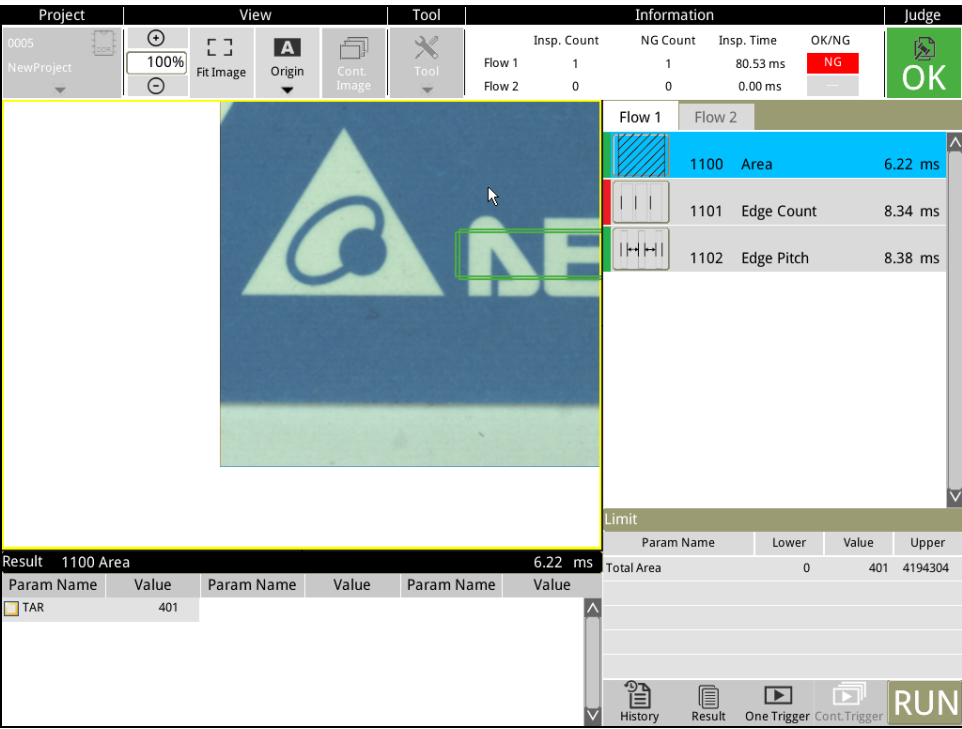 Project View Tool Information Judge
0005
NewProject
100%
Fit Image
A
Origin
Cont.
Image
Tool
Insp. Count NG Count Insp. Time OK/NG
Flow 1 1 1 80.53 ms NG
Flow 2 0 0 0.00 ms —
OK
Flow 1 Flow 2
1100 Area 6.22 ms
1101 Edge Count 8.34 ms
1102 Edge Pitch 8.38 ms
Limit
Param Name Lower Value Upper
Total Area 0 401 4194304
Result 1100 Area 6.22 ms
Param Name Value Param Name Value Param Name Value
TAR 401
History Result One Trigger Cont.Trigger RUN